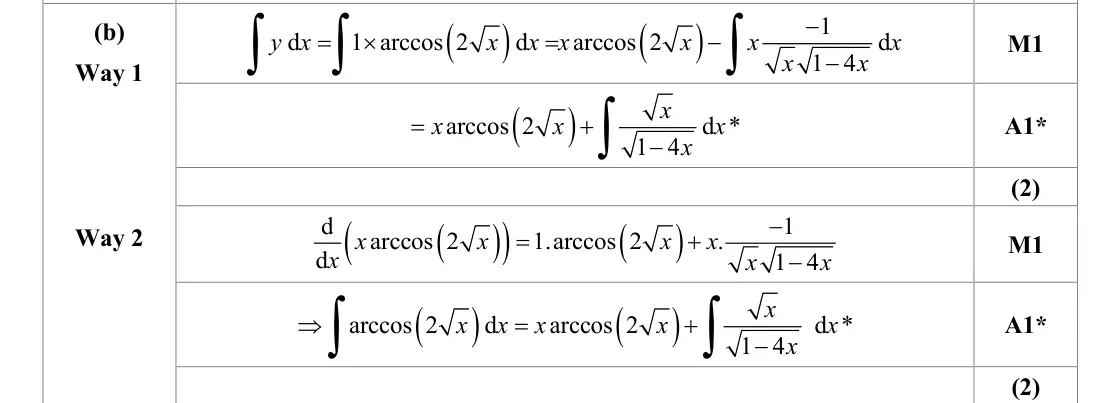 (b)
Way 1
∫ y dx = ∫ 1 × arccos(2√x) dx = x arccos(2√x) − ∫ x −1/(√x√(1−4x)) dx
M1
= x arccos(2√x) + ∫ √x/√(1−4x) dx *
A1*
(2)
Way 2
d/dx (x arccos(2√x)) = 1.arccos(2√x) + x. −1/(√x√(1−4x))
M1
⇒ ∫ arccos(2√x) dx = x arccos(2√x) + ∫ √x/√(1−4x) dx *
A1*
(2)